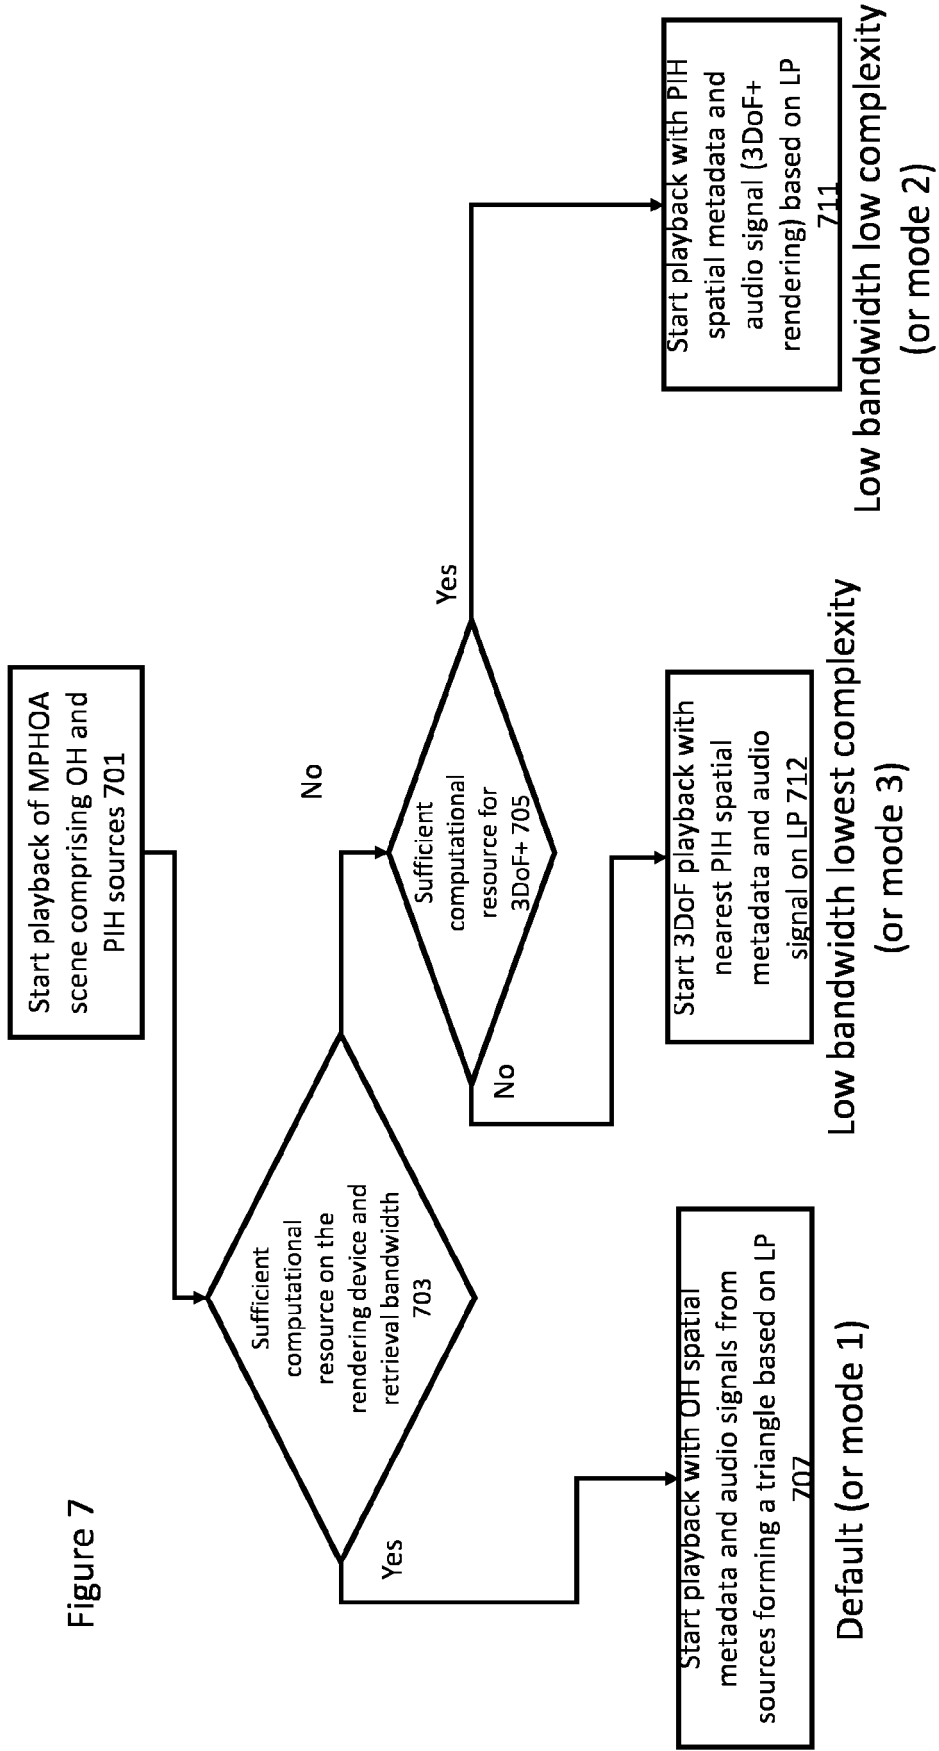 Figure 7
Start playback of MPHOA
scene comprising OH and
PIH sources 701
Sufficient
computational
resource on the
rendering device and
retrieval bandwidth
703
Yes
No
Sufficient
computational
resource for
3DoF+ 705
No
Yes
Start playback with OH spatial
metadata and audio signals from
sources forming a triangle based on LP
707
Default (or mode 1)
Start 3DoF playback with
nearest PIH spatial
metadata and audio
signal on LP 712
Low bandwidth lowest complexity
(or mode 3)
Start playback with PIH
spatial metadata and
audio signal (3DoF+
rendering) based on LP
711
Low bandwidth low complexity
(or mode 2)